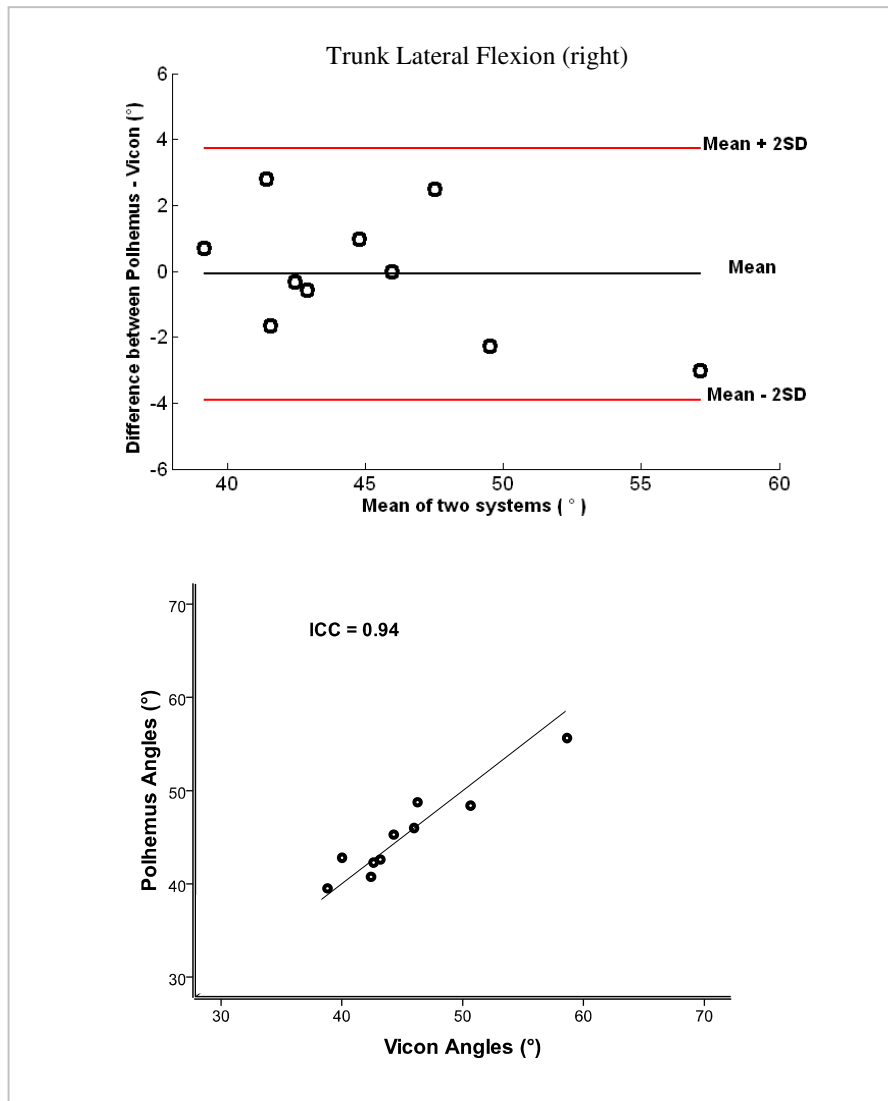 Trunk Lateral Flexion (right)
6
4
2
0
-2
-4
-6
Difference between Polhemus - Vicon (°)
Mean + 2SD
Mean
Mean - 2SD
40 45 50 55 60
Mean of two systems ( ° )
70
60
50
40
30
Polhemus Angles (°)
ICC = 0.94
30 40 50 60 70
Vicon Angles (°)